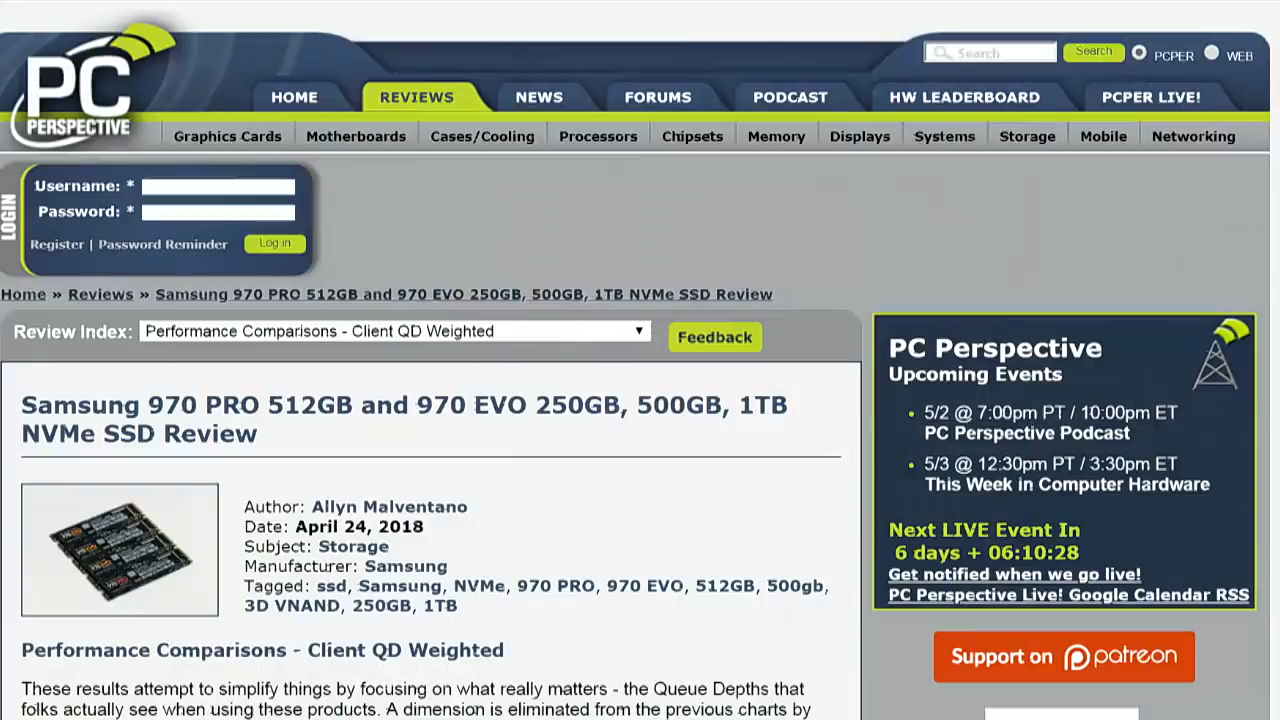 PC
PERSPECTIVE
Search
Search
PCPER
WEB
HOME
REVIEWS
NEWS
FORUMS
PODCAST
HW LEADERBOARD
PCPER LIVE!
Graphics Cards
Motherboards
Cases/Cooling
Processors
Chipsets
Memory
Displays
Systems
Storage
Mobile
Networking
LOGIN
Username: *
Password: *
Register | Password Reminder
Log in
Home » Reviews » Samsung 970 PRO 512GB and 970 EVO 250GB, 500GB, 1TB NVMe SSD Review
Review Index:
Performance Comparisons - Client QD Weighted
Feedback
Samsung 970 PRO 512GB and 970 EVO 250GB, 500GB, 1TB
NVMe SSD Review
Author: Allyn Malventano
Date: April 24, 2018
Subject: Storage
Manufacturer: Samsung
Tagged: ssd, Samsung, NVMe, 970 PRO, 970 EVO, 512GB, 500gb,
3D VNAND, 250GB, 1TB
Performance Comparisons - Client QD Weighted
These results attempt to simplify things by focusing on what really matters - the Queue Depths that
folks actually see when using these products. A dimension is eliminated from the previous charts by
PC Perspective
Upcoming Events
• 5/2 @ 7:00pm PT / 10:00pm ET
PC Perspective Podcast
• 5/3 @ 12:30pm PT / 3:30pm ET
This Week in Computer Hardware
Next LIVE Event In
6 days + 06:10:28
Get notified when we go live!
PC Perspective Live! Google Calendar RSS
Support on patreon